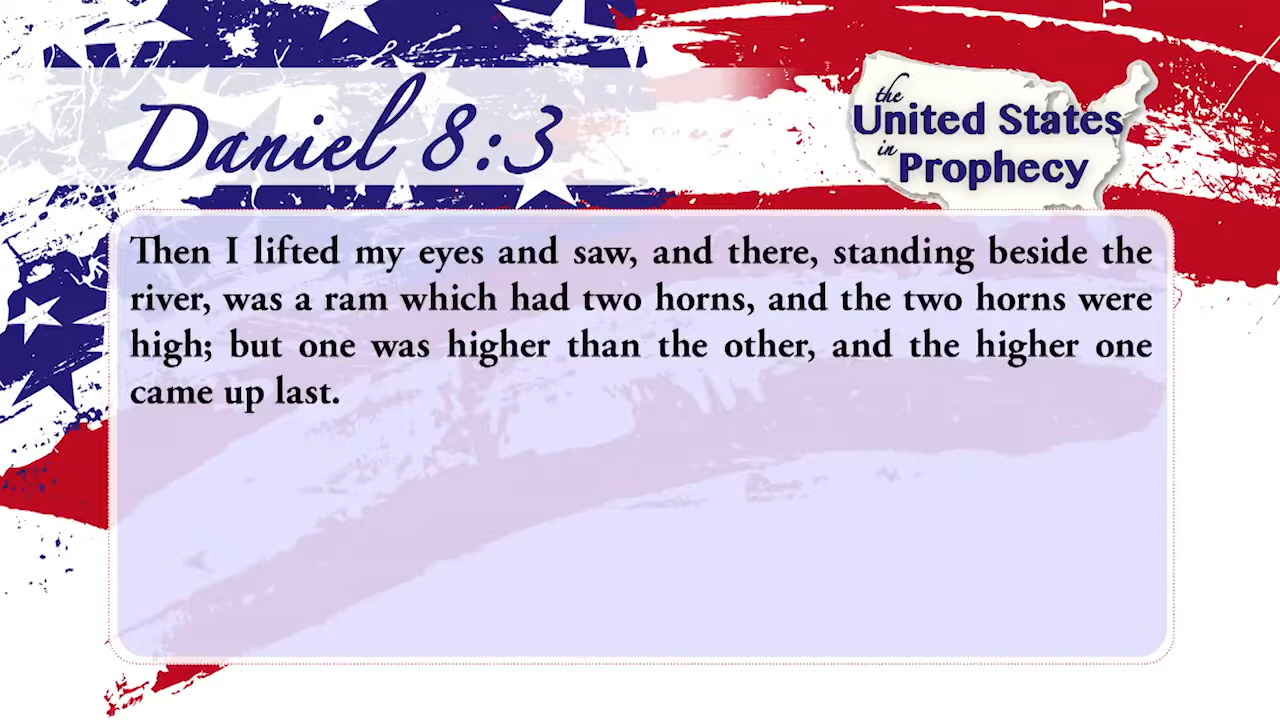 Daniel 8:3
the
United States
in
Prophecy
Then I lifted my eyes and saw, and there, standing beside the
river, was a ram which had two horns, and the two horns were
high; but one was higher than the other, and the higher one
came up last.